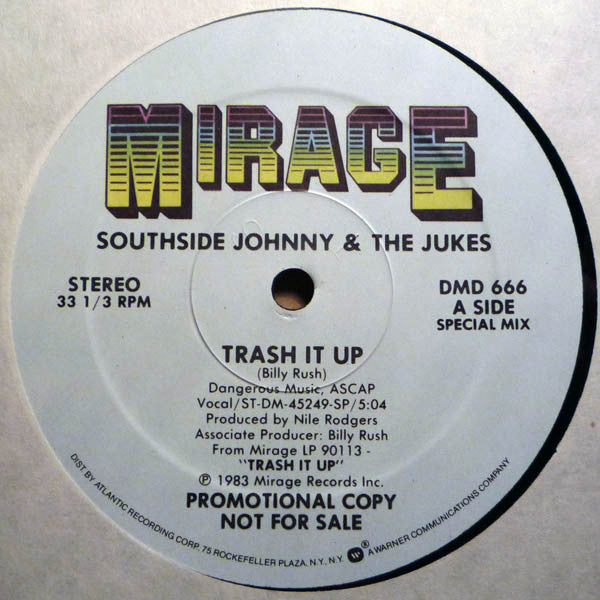 MIRAGE
SOUTHSIDE JOHNNY & THE JUKES
STEREO
33 1/3 RPM
DMD 666
A SIDE
SPECIAL MIX
TRASH IT UP
(Billy Rush)
Dangerous Music, ASCAP
Vocal/ST-DM-45249-SP/5:04
Produced by Nile Rodgers
Associate Producer: Billy Rush
From Mirage LP 90113 -
"TRASH IT UP"
℗ 1983 Mirage Records Inc.
PROMOTIONAL COPY
NOT FOR SALE
DIST. BY ATLANTIC RECORDING CORP. 75 ROCKEFELLER PLAZA, N.Y. N.Y. W ® A WARNER COMMUNICATIONS COMPANY